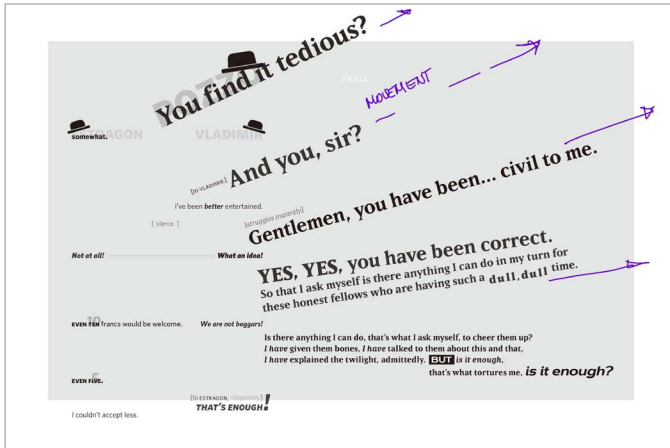 You find it tedious?
POZZO
LUCKY
MOVEMENT
ESTRAGON
VLADIMIR
somewhat.
[to VLADIMIR] And you, sir?
I've been better entertained.
[ silence. ]
[struggles inwardly]
Gentlemen, you have been... civil to me.
Not at all!
What an idea!
YES, YES, you have been correct.
So that I ask myself is there anything I can do in my turn for
these honest fellows who are having such a dull, dull time.
10
EVEN TEN francs would be welcome.
We are not beggars!
Is there anything I can do, that's what I ask myself, to cheer them up?
I have given them bones, I have talked to them about this and that,
I have explained the twilight, admittedly. BUT is it enough,
that's what tortures me, is it enough?
5
EVEN FIVE.
[to ESTRAGON, indignantly]
THAT'S ENOUGH!
I couldn't accept less.